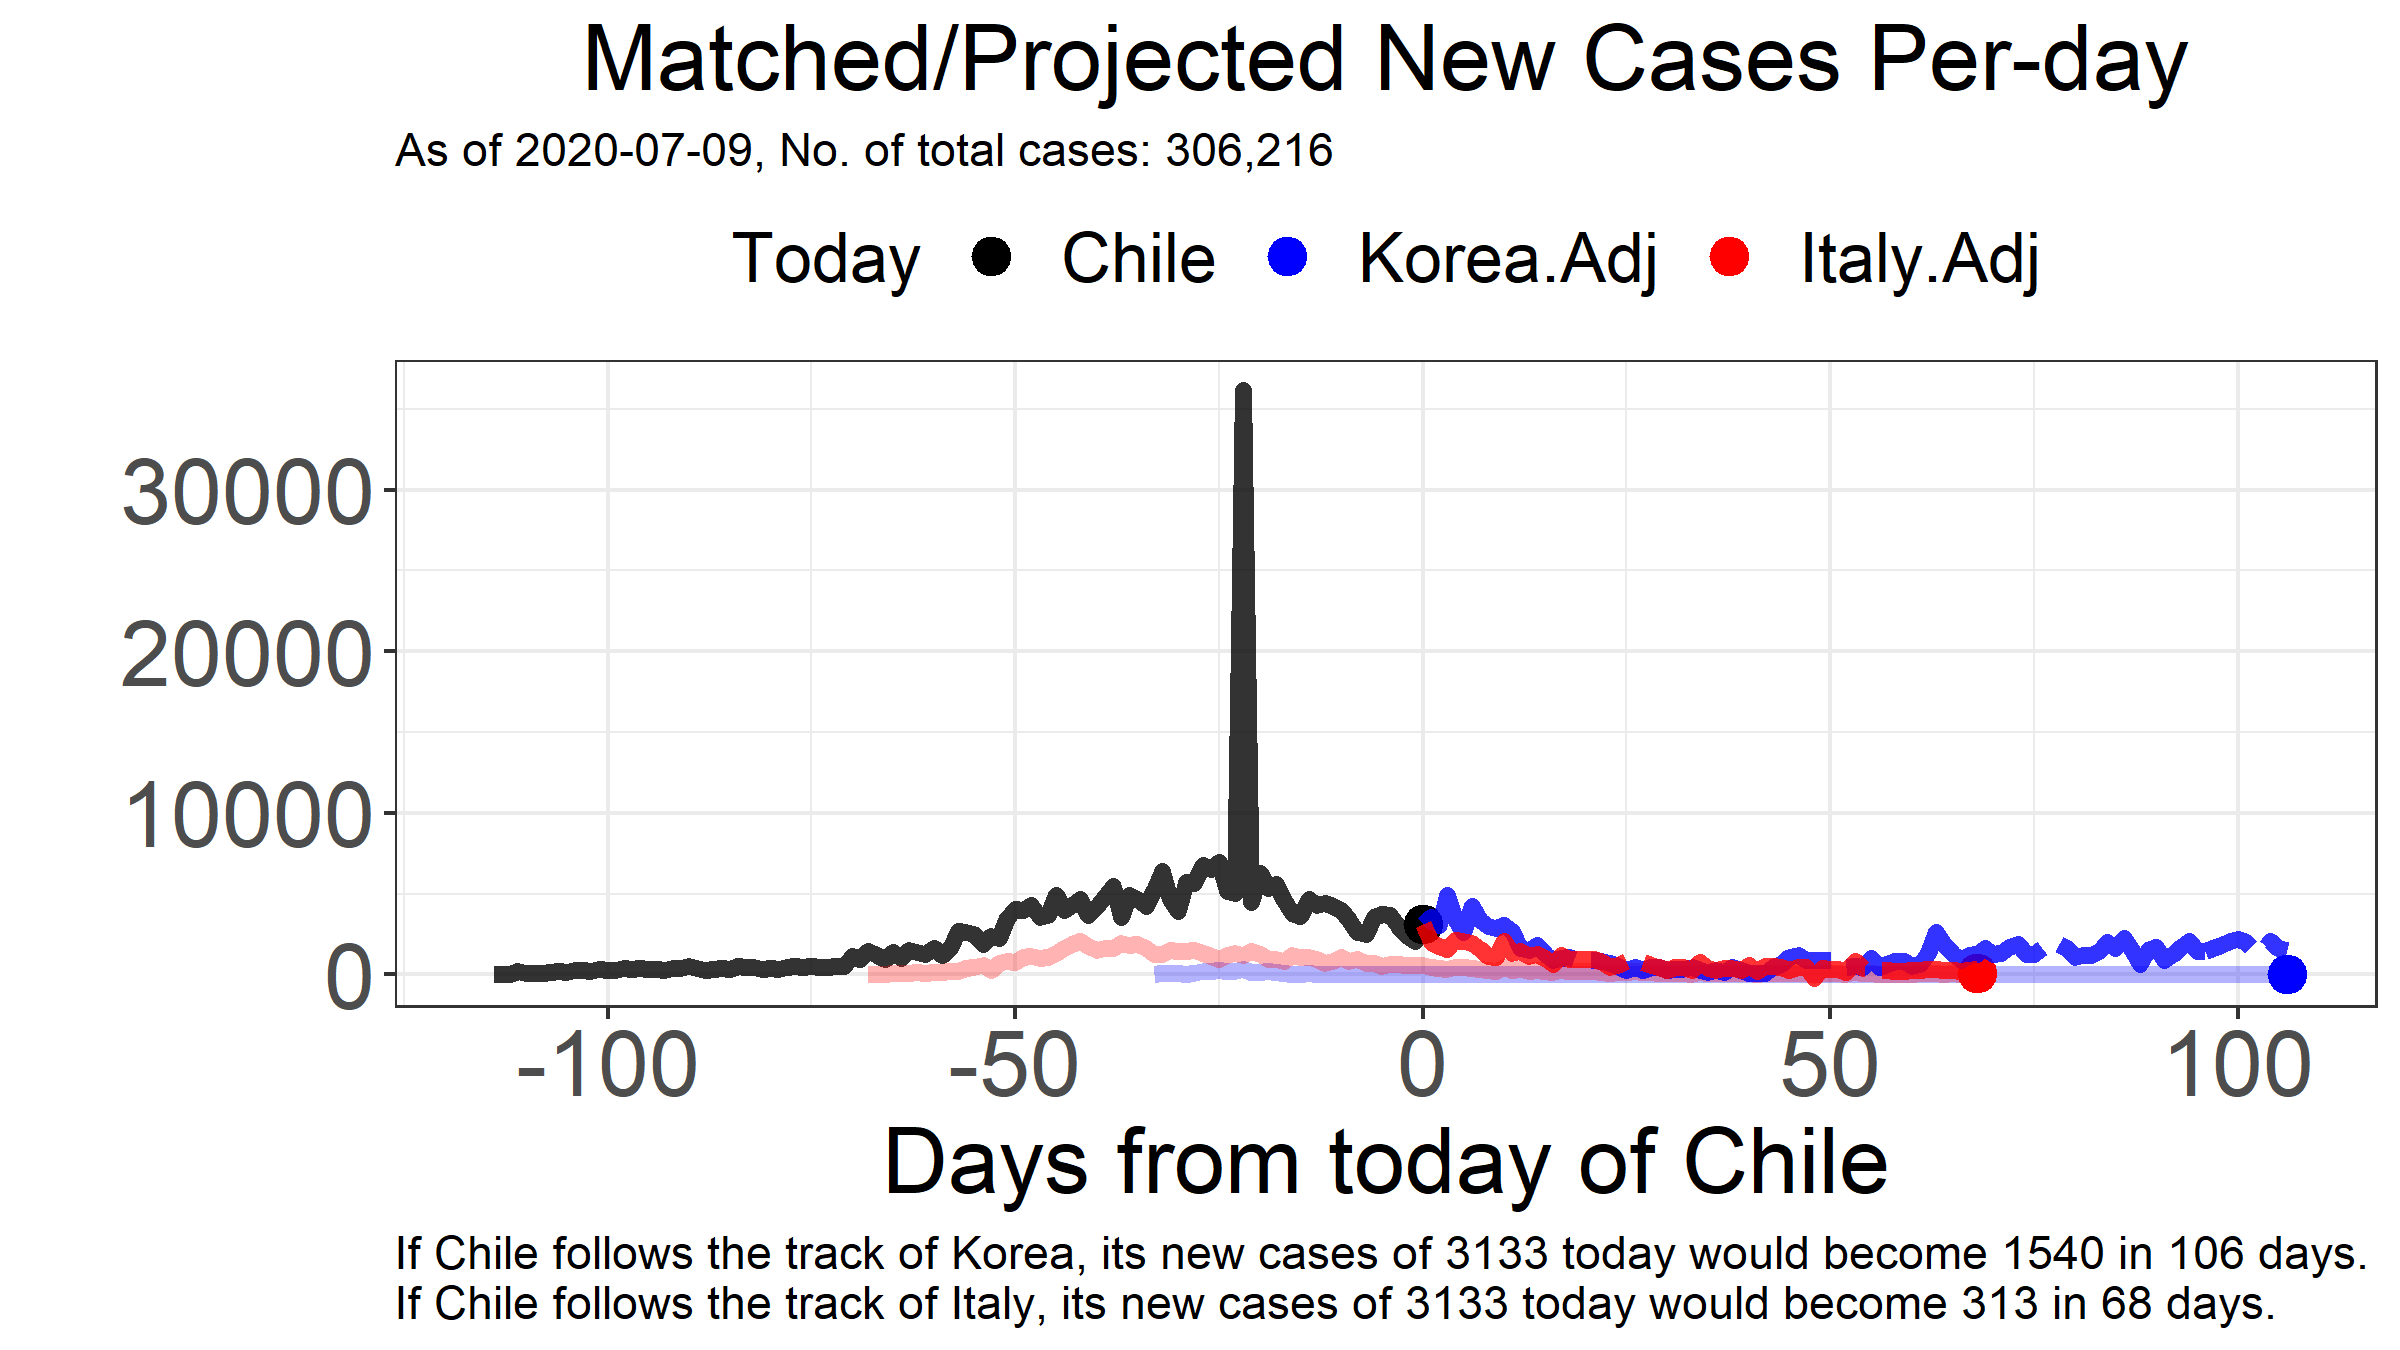 Matched/Projected New Cases Per-day
As of 2020-07-09, No. of total cases: 306,216
Today Chile Korea.Adj Italy.Adj
30000
20000
10000
0
-100 -50 0 50 100
Days from today of Chile
If Chile follows the track of Korea, its new cases of 3133 today would become 1540 in 106 days.
If Chile follows the track of Italy, its new cases of 3133 today would become 313 in 68 days.